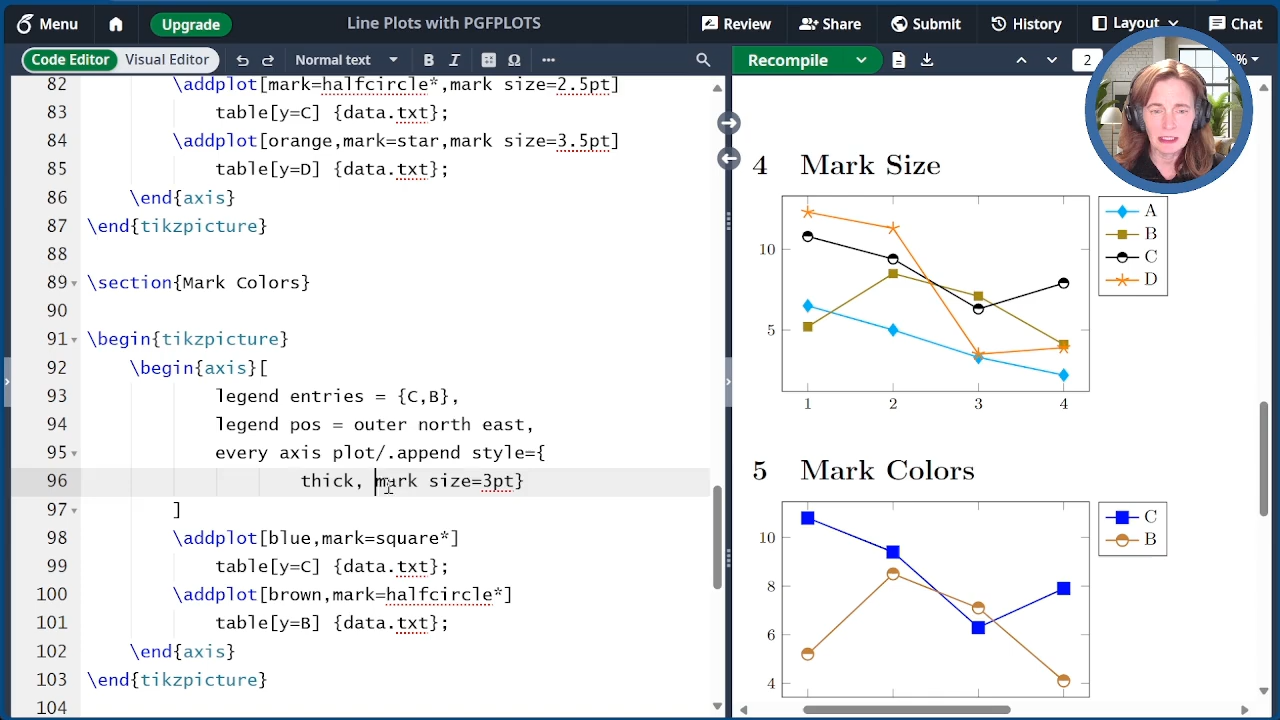 Menu
Upgrade
Line Plots with PGFPLOTS
Review
Share
Submit
History
Layout
Chat
Code Editor
Visual Editor
Normal text
B
I
Ω
Recompile
2
82 \addplot[mark=halfcircle*,mark size=2.5pt]
83 table[y=C] {data.txt};
84 \addplot[orange,mark=star,mark size=3.5pt]
85 table[y=D] {data.txt};
86 \end{axis}
87 \end{tikzpicture}
88
89 \section{Mark Colors}
90
91 \begin{tikzpicture}
92 \begin{axis}[
93 legend entries = {C,B},
94 legend pos = outer north east,
95 every axis plot/.append style={
96 thick, mark size=3pt}
97 ]
98 \addplot[blue,mark=square*]
99 table[y=C] {data.txt};
100 \addplot[brown,mark=halfcircle*]
101 table[y=B] {data.txt};
102 \end{axis}
103 \end{tikzpicture}
104
4 Mark Size
10
5
1 2 3 4
A
B
C
D
5 Mark Colors
10
8
6
4
C
B